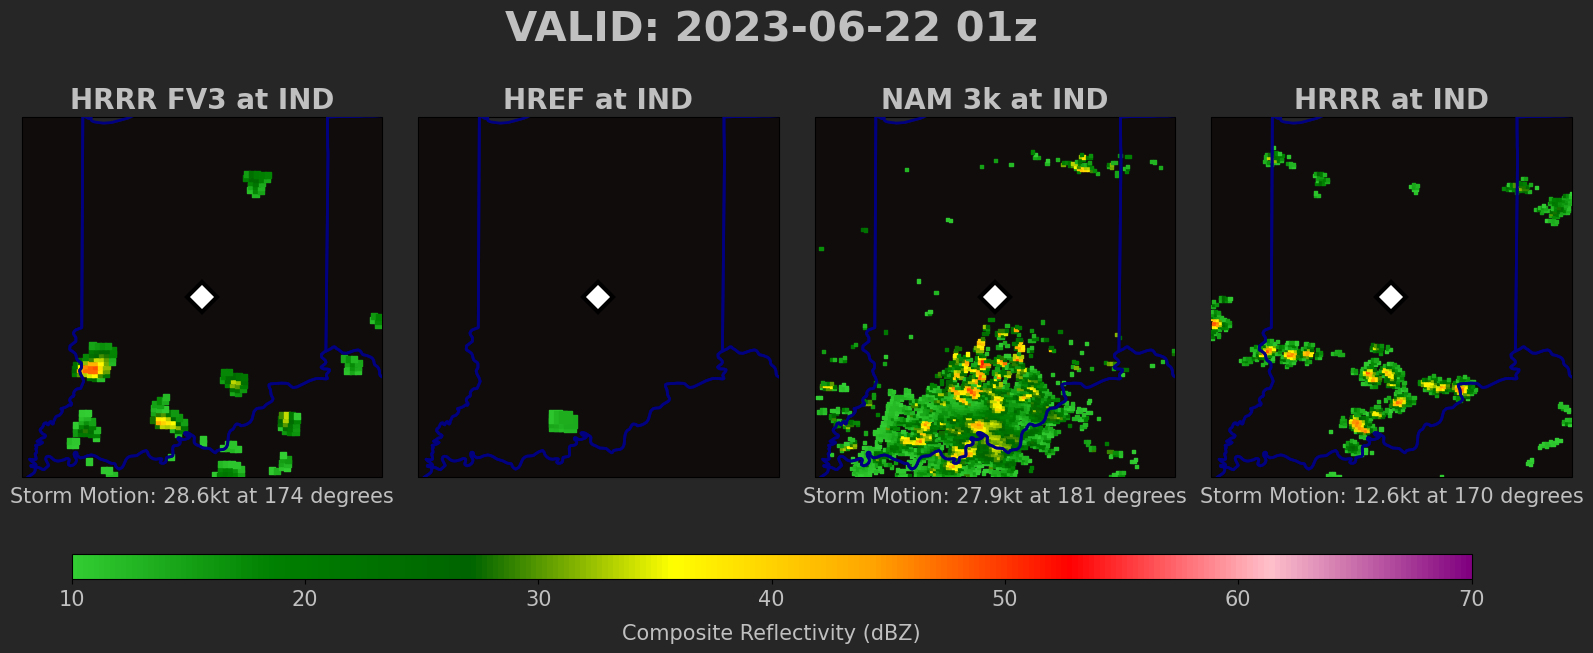 VALID: 2023-06-22 01z
HRRR FV3 at IND
HREF at IND
NAM 3k at IND
HRRR at IND
Storm Motion: 28.6kt at 174 degrees
Storm Motion: 27.9kt at 181 degrees
Storm Motion: 12.6kt at 170 degrees
10 20 30 40 50 60 70
Composite Reflectivity (dBZ)